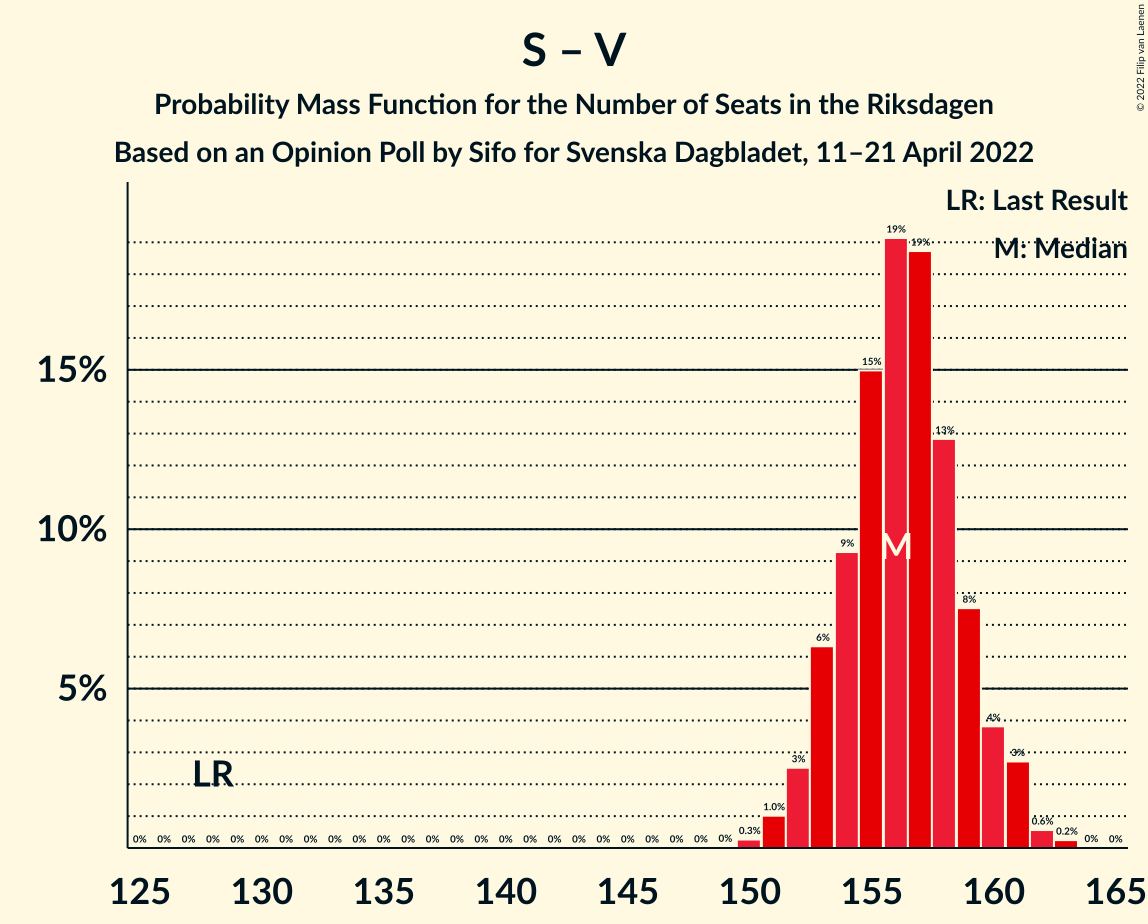 S – V
Probability Mass Function for the Number of Seats in the Riksdagen
Based on an Opinion Poll by Sifo for Svenska Dagbladet, 11–21 April 2022
© 2022 Filip van Laenen
LR: Last Result
M: Median
19% 19%
15%
15%
13%
10%
M
9%
8%
6%
5%
4%
3% 3%
LR
1.0%
0.6%
0% 0% 0% 0% 0% 0% 0% 0% 0% 0% 0% 0% 0% 0% 0% 0% 0% 0% 0% 0% 0% 0% 0% 0% 0% 0.3% 0.2% 0% 0%
125 130 135 140 145 150 155 160 165